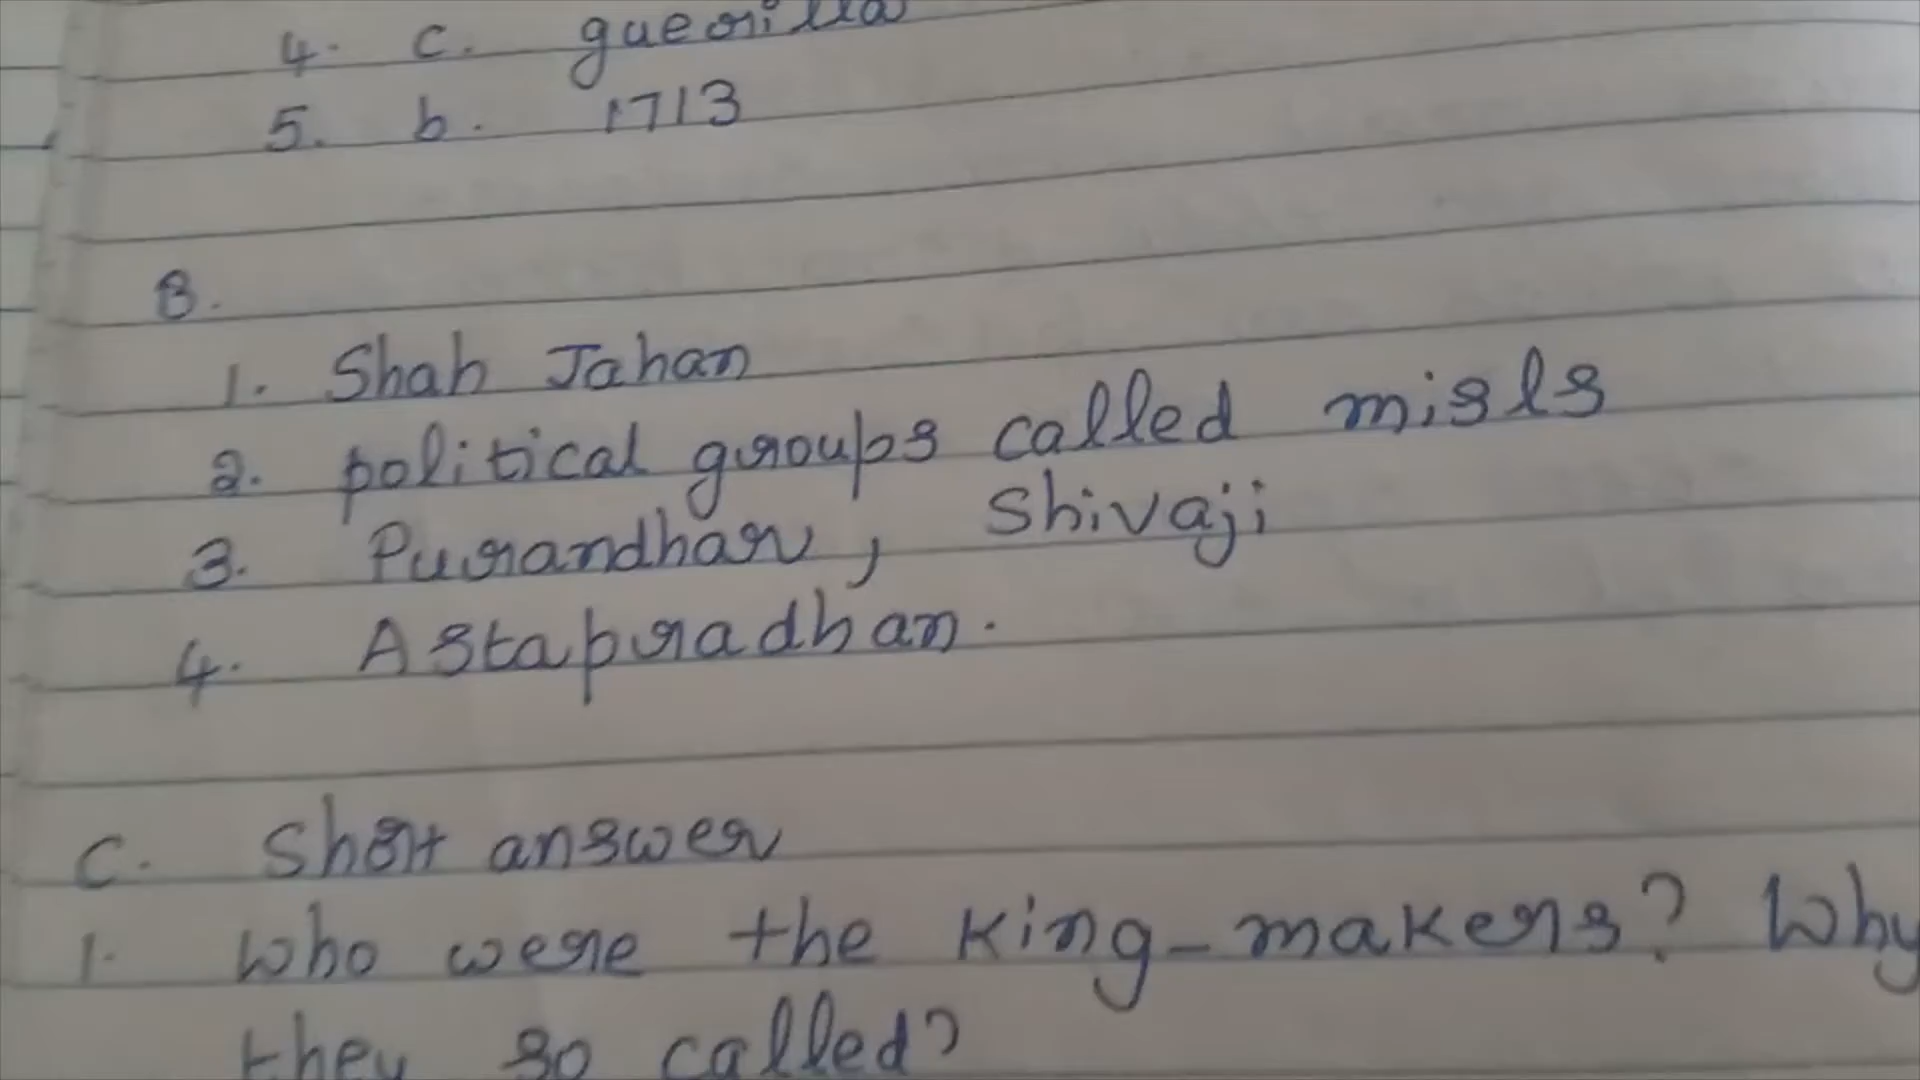 4. c. guerilla
5. b. 1713
B.
1. Shah Jahan
2. political groups called misls
3. Purandhar, Shivaji
4. Astapradhan.
C. Short answer
1. Who were the King-makers? Why
they so called?